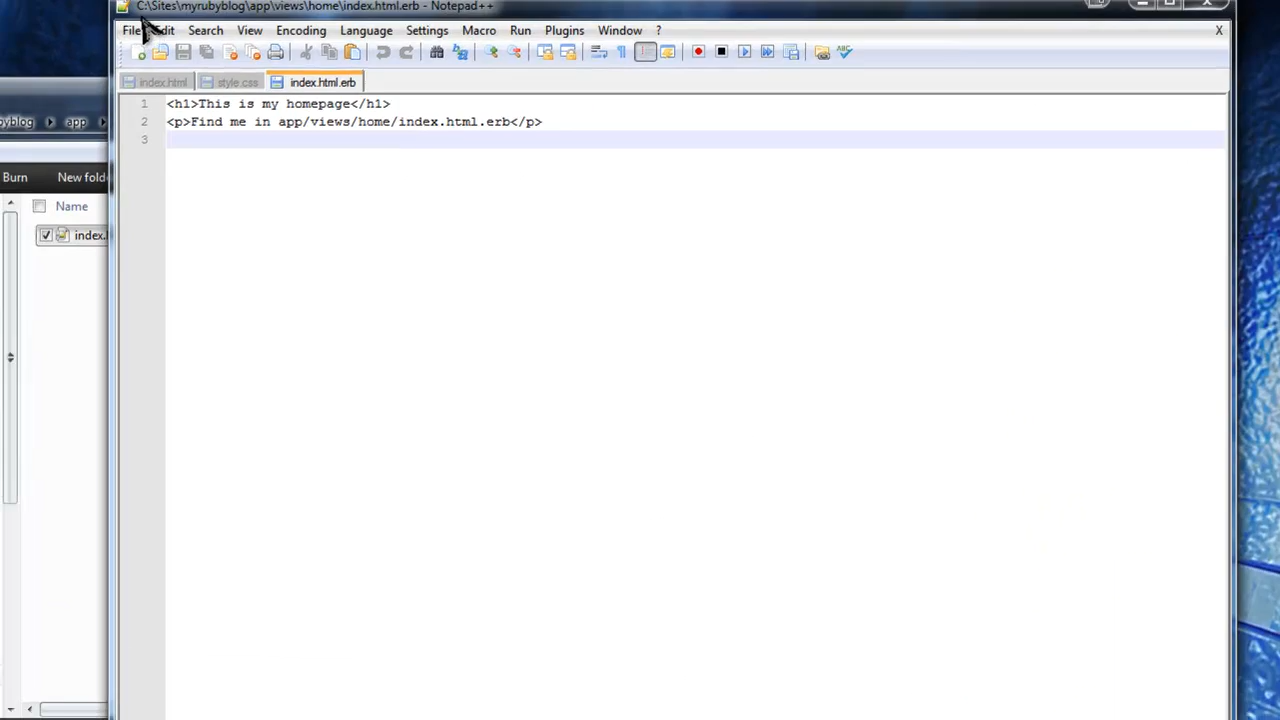 C:\Sites\myrubyblog\app\views\home\index.html.erb - Notepad++
File Edit Search View Encoding Language Settings Macro Run Plugins Window ? X
index.html style.css index.html.erb
1 <h1>This is my homepage</h1>
2 <p>Find me in app/views/home/index.html.erb</p>
3
app
Burn New
Name